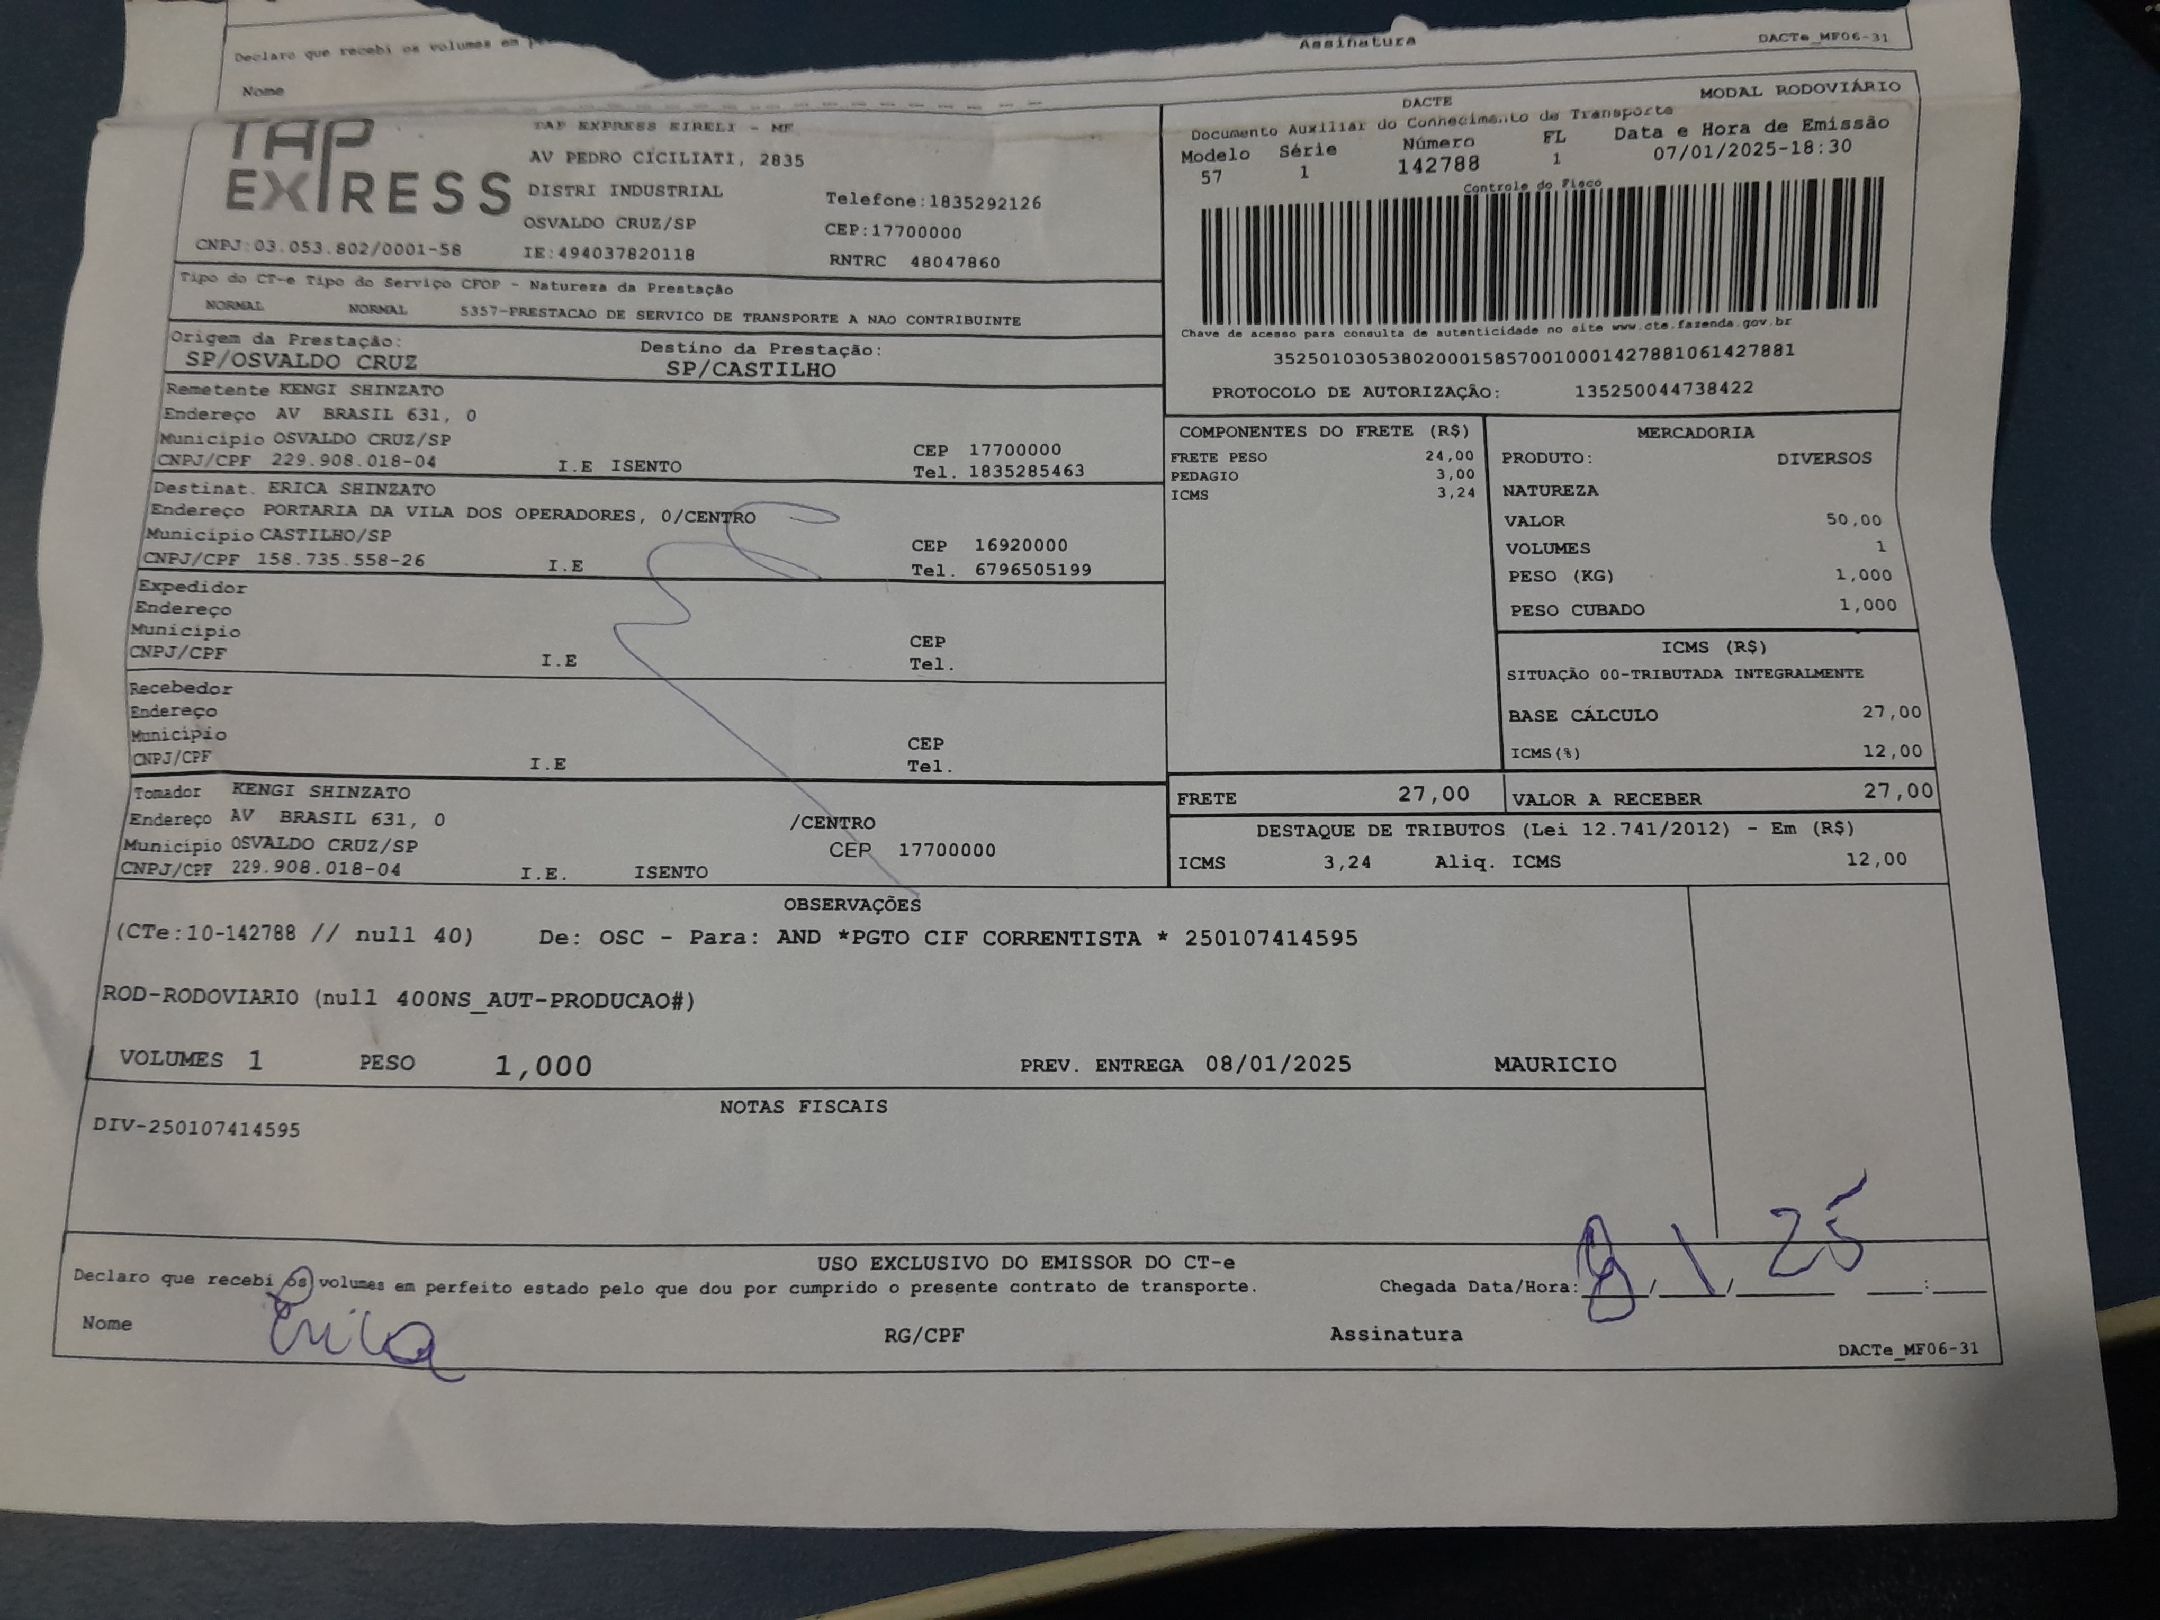 Declaro que recebi os volumes em
Assinatura
DACTe_MF06-31
Nome
TAP EXPRESS
TAP EXPRESS EIRELI - ME
AV PEDRO CICILIATI, 2835
DISTRI INDUSTRIAL
Telefone:1835292126
OSVALDO CRUZ/SP
CEP:17700000
CNPJ:03.053.802/0001-58
IE:494037820118
RNTRC 48047860
DACTE
MODAL RODOVIÁRIO
Documento Auxiliar do Conhecimento de Transporte
Modelo Série Número FL Data e Hora de Emissão
57 1 142788 1 07/01/2025-18:30
Controle do Fisco
Chave de acesso para consulta de autenticidade no site www.cte.fazenda.gov.br
35250103053802000158570010001427881061427881
PROTOCOLO DE AUTORIZAÇÃO: 135250044738422
Tipo do CT-e Tipo do Serviço CFOP - Natureza da Prestação
NORMAL NORMAL 5357-PRESTACAO DE SERVICO DE TRANSPORTE A NAO CONTRIBUINTE
Origem da Prestação: Destino da Prestação:
SP/OSVALDO CRUZ SP/CASTILHO
Remetente KENGI SHINZATO
Endereço AV BRASIL 631, 0
Município OSVALDO CRUZ/SP CEP 17700000
CNPJ/CPF 229.908.018-04 I.E ISENTO Tel. 1835285463
Destinat. ERICA SHINZATO
Endereço PORTARIA DA VILA DOS OPERADORES, 0/CENTRO
Município CASTILHO/SP CEP 16920000
CNPJ/CPF 158.735.558-26 I.E Tel. 6796505199
Expedidor
Endereço
Município CEP
CNPJ/CPF I.E Tel.
Recebedor
Endereço
Município CEP
CNPJ/CPF I.E Tel.
Tomador KENGI SHINZATO
Endereço AV BRASIL 631, 0 /CENTRO
Município OSVALDO CRUZ/SP CEP 17700000
CNPJ/CPF 229.908.018-04 I.E. ISENTO
COMPONENTES DO FRETE (R$)
FRETE PESO 24,00
PEDAGIO 3,00
ICMS 3,24
MERCADORIA
PRODUTO: DIVERSOS
NATUREZA
VALOR 50,00
VOLUMES 1
PESO (KG) 1,000
PESO CUBADO 1,000
ICMS (R$)
SITUAÇÃO 00-TRIBUTADA INTEGRALMENTE
BASE CÁLCULO 27,00
ICMS(%) 12,00
FRETE 27,00 VALOR A RECEBER 27,00
DESTAQUE DE TRIBUTOS (Lei 12.741/2012) - Em (R$)
ICMS 3,24 Aliq. ICMS 12,00
OBSERVAÇÕES
(CTe:10-142788 // null 40) De: OSC - Para: AND *PGTO CIF CORRENTISTA * 250107414595
ROD-RODOVIARIO (null 400NS_AUT-PRODUCAO#)
VOLUMES 1 PESO 1,000 PREV. ENTREGA 08/01/2025 MAURICIO
NOTAS FISCAIS
DIV-250107414595
USO EXCLUSIVO DO EMISSOR DO CT-e
Declaro que recebi os volumes em perfeito estado pelo que dou por cumprido o presente contrato de transporte. Chegada Data/Hora: 8/1/25 __:__
Nome Erica RG/CPF Assinatura
DACTe_MF06-31